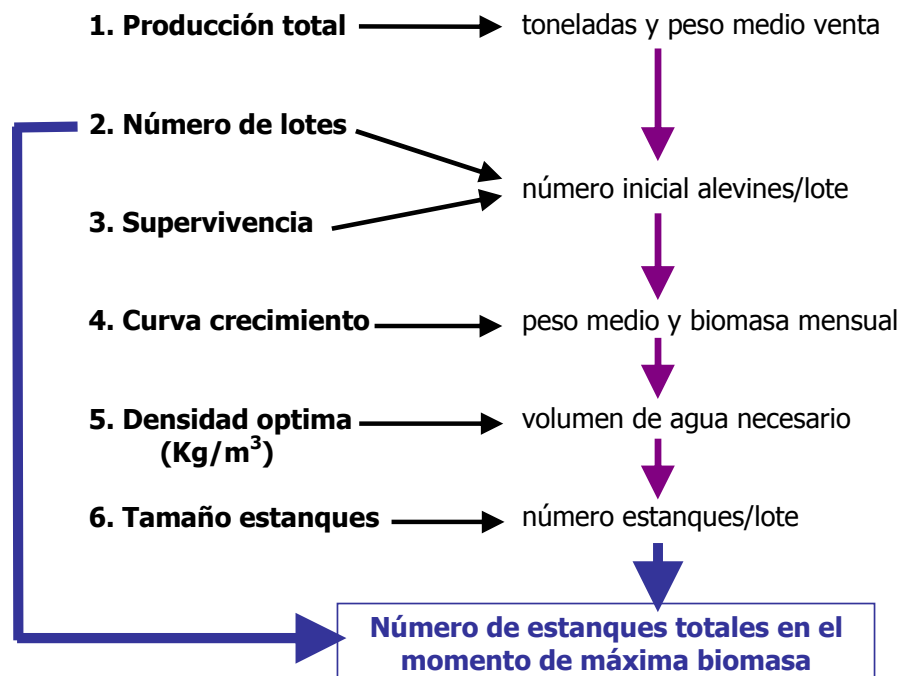 1. Producción total
toneladas y peso medio venta
2. Número de lotes
número inicial alevines/lote
3. Supervivencia
4. Curva crecimiento
peso medio y biomasa mensual
5. Densidad optima
(Kg/m³)
volumen de agua necesario
6. Tamaño estanques
número estanques/lote
Número de estanques totales en el
momento de máxima biomasa